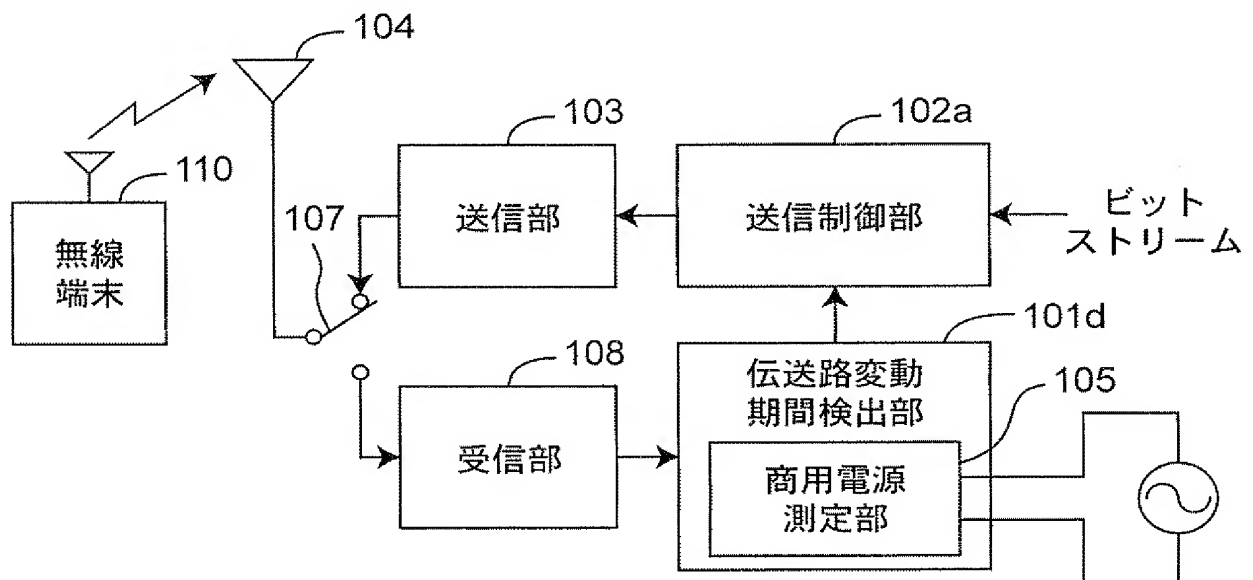 104
103
102a
110
107
送信部
送信制御部
ビット
ストリーム
無線
端末
101d
108
伝送路変動
期間検出部
105
受信部
商用電源
測定部